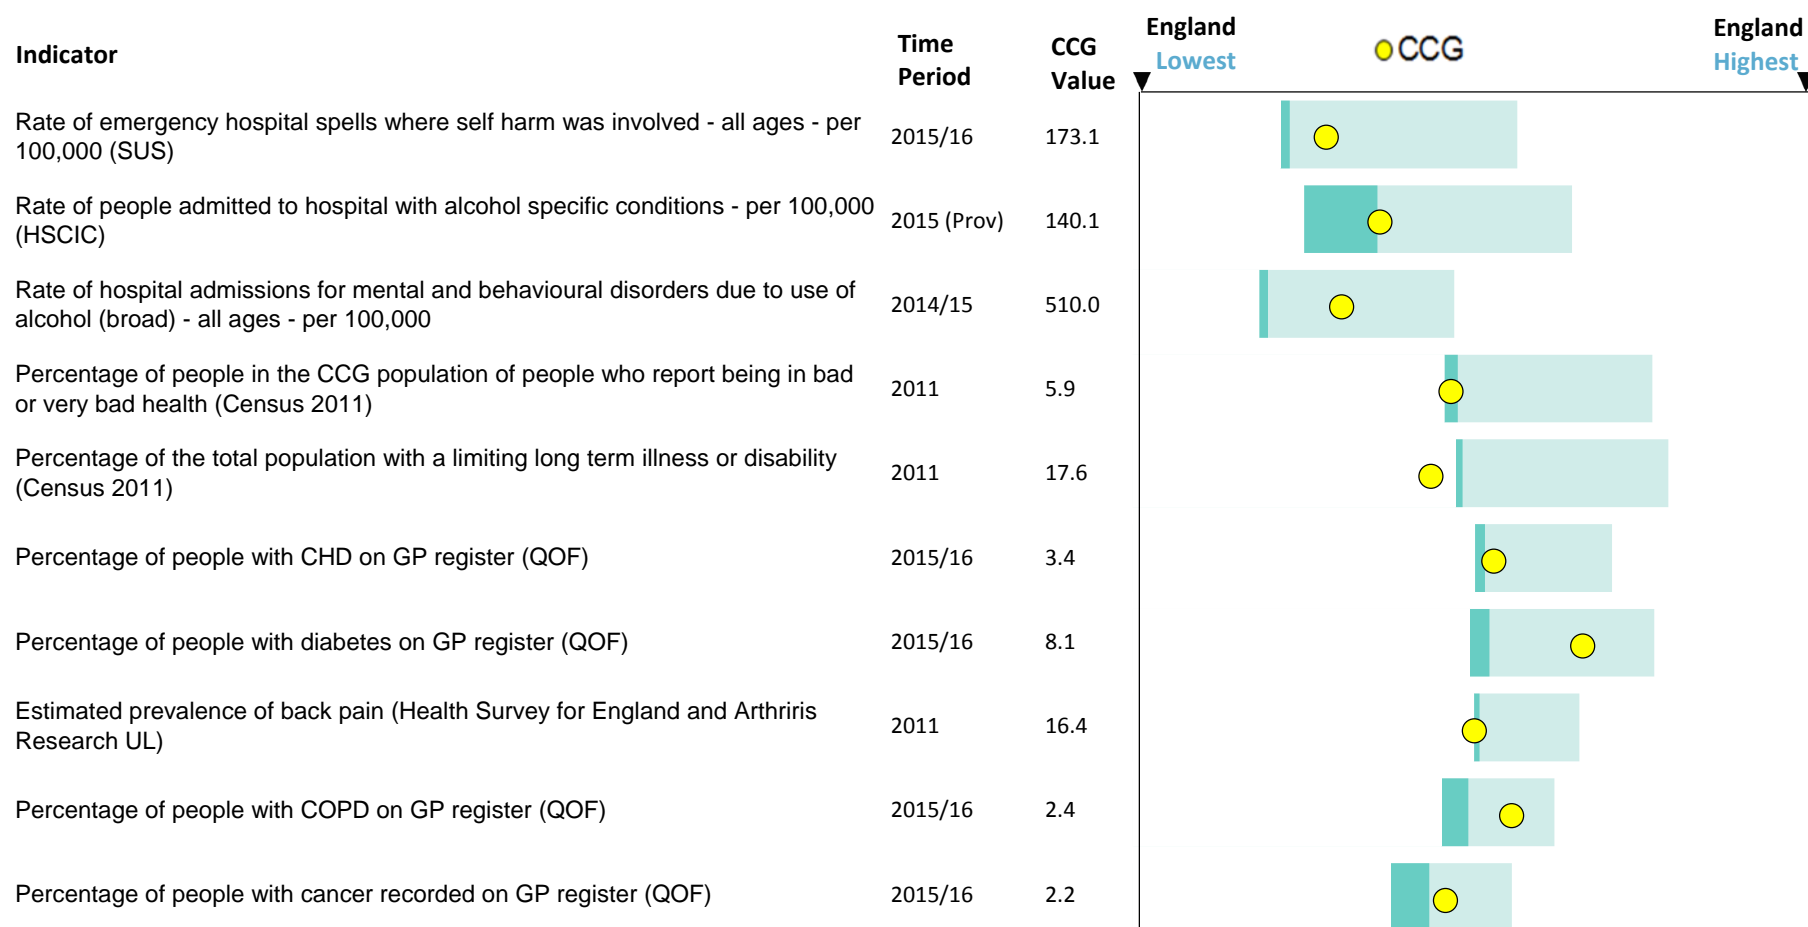 Indicator
Time
Period
CCG
Value
England
Lowest
CCG
England
Highest
Rate of emergency hospital spells where self harm was involved - all ages - per
100,000 (SUS)
2015/16
173.1
Rate of people admitted to hospital with alcohol specific conditions - per 100,000
(HSCIC)
2015 (Prov)
140.1
Rate of hospital admissions for mental and behavioural disorders due to use of
alcohol (broad) - all ages - per 100,000
2014/15
510.0
Percentage of people in the CCG population of people who report being in bad
or very bad health (Census 2011)
2011
5.9
Percentage of the total population with a limiting long term illness or disability
(Census 2011)
2011
17.6
Percentage of people with CHD on GP register (QOF)
2015/16
3.4
Percentage of people with diabetes on GP register (QOF)
2015/16
8.1
Estimated prevalence of back pain (Health Survey for England and Arthriris
Research UL)
2011
16.4
Percentage of people with COPD on GP register (QOF)
2015/16
2.4
Percentage of people with cancer recorded on GP register (QOF)
2015/16
2.2